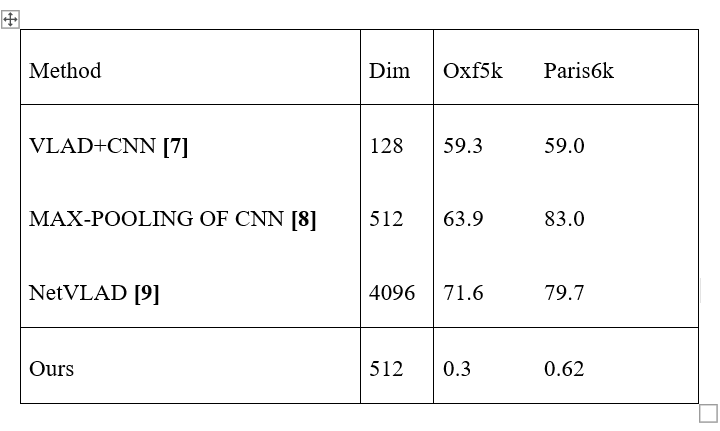 Method Dim Oxf5k Paris6k
VLAD+CNN [7] 128 59.3 59.0
MAX-POOLING OF CNN [8] 512 63.9 83.0
NetVLAD [9] 4096 71.6 79.7
Ours 512 0.3 0.62